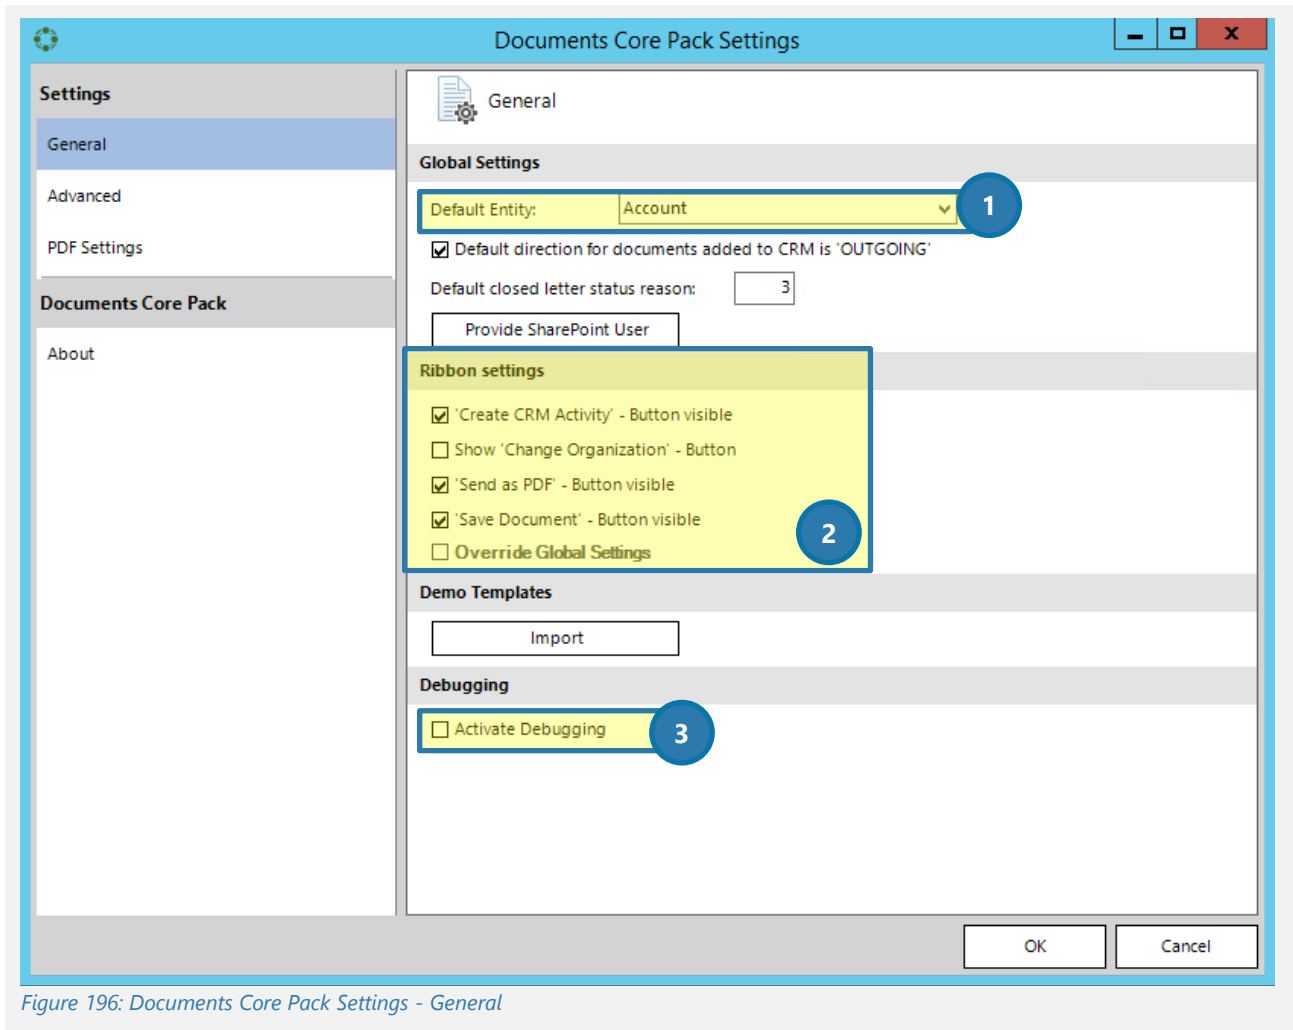 Documents Core Pack Settings
X
Settings
General
Advanced
PDF Settings
Documents Core Pack
About
General
Global Settings
Default Entity: Account
1
Default direction for documents added to CRM is 'OUTGOING'
Default closed letter status reason: 3
Provide SharePoint User
Ribbon settings
'Create CRM Activity' - Button visible
Show 'Change Organization' - Button
'Send as PDF' - Button visible
'Save Document' - Button visible
2
Override Global Settings
Demo Templates
Import
Debugging
Activate Debugging
3
OK Cancel
Figure 196: Documents Core Pack Settings - General